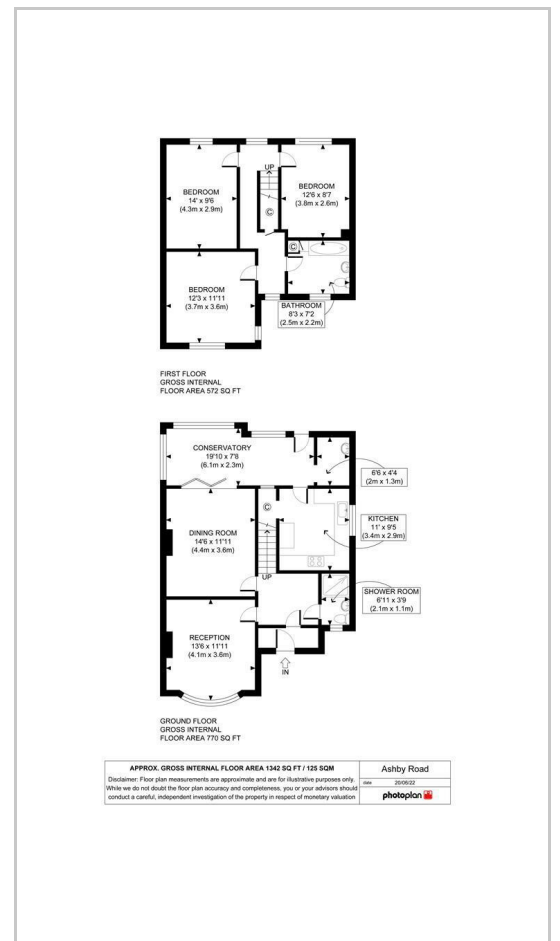 UP
BEDROOM
14' x 9'6
(4.3m x 2.9m)
BEDROOM
12'6 x 8'7
(3.8m x 2.6m)
C
C
BEDROOM
12'3 x 11'11
(3.7m x 3.6m)
BATHROOM
8'3 x 7'2
(2.5m x 2.2m)
FIRST FLOOR
GROSS INTERNAL
FLOOR AREA 572 SQ FT
CONSERVATORY
19'10 x 7'8
(6.1m x 2.3m)
6'6 x 4'4
(2m x 1.3m)
C
KITCHEN
11' x 9'5
(3.4m x 2.9m)
DINING ROOM
14'6 x 11'11
(4.4m x 3.6m)
UP
SHOWER ROOM
6'11 x 3'9
(2.1m x 1.1m)
RECEPTION
13'6 x 11'11
(4.1m x 3.6m)
IN
GROUND FLOOR
GROSS INTERNAL
FLOOR AREA 770 SQ FT
APPROX. GROSS INTERNAL FLOOR AREA 1342 SQ FT / 125 SQM
Disclaimer: Floor plan measurements are approximate and are for illustrative purposes only.
While we do not doubt the floor plan accuracy and completeness, you or your advisors should
conduct a careful, independent investigation of the property in respect of monetary valuation
Ashby Road
date 20/06/22
photoplan